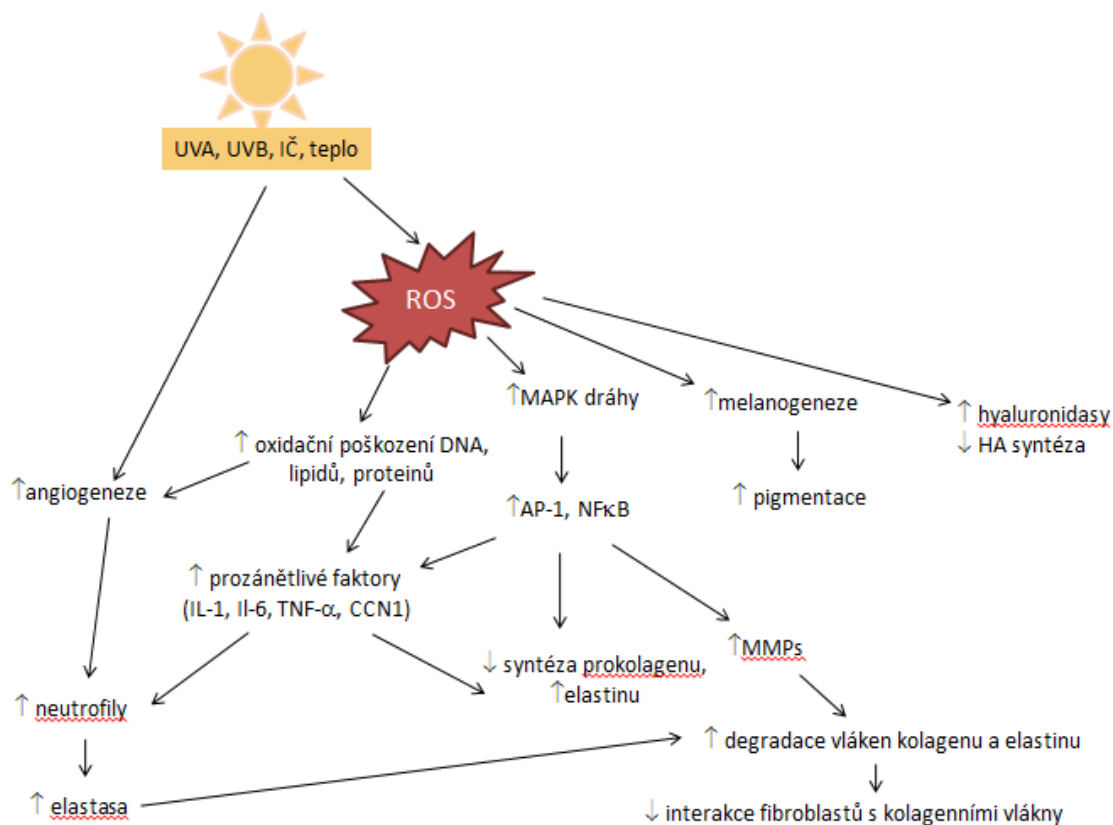 UVA, UVB, IČ, teplo
ROS
↑MAPK dráhy
↑melanogeneze
↑ hyaluronidasy
↓ HA syntéza
↑ oxidační poškození DNA,
lipidů, proteinů
↑angiogeneze
↑ pigmentace
↑AP-1, NFκB
↑ prozánětlivé faktory
(IL-1, Il-6, TNF-α, CCN1)
↑MMPs
↓ syntéza prokolagenu,
↑elastinu
↑ neutrofily
↑ degradace vláken kolagenu a elastinu
↑ elastasa
↓ interakce fibroblastů s kolagenními vlákny